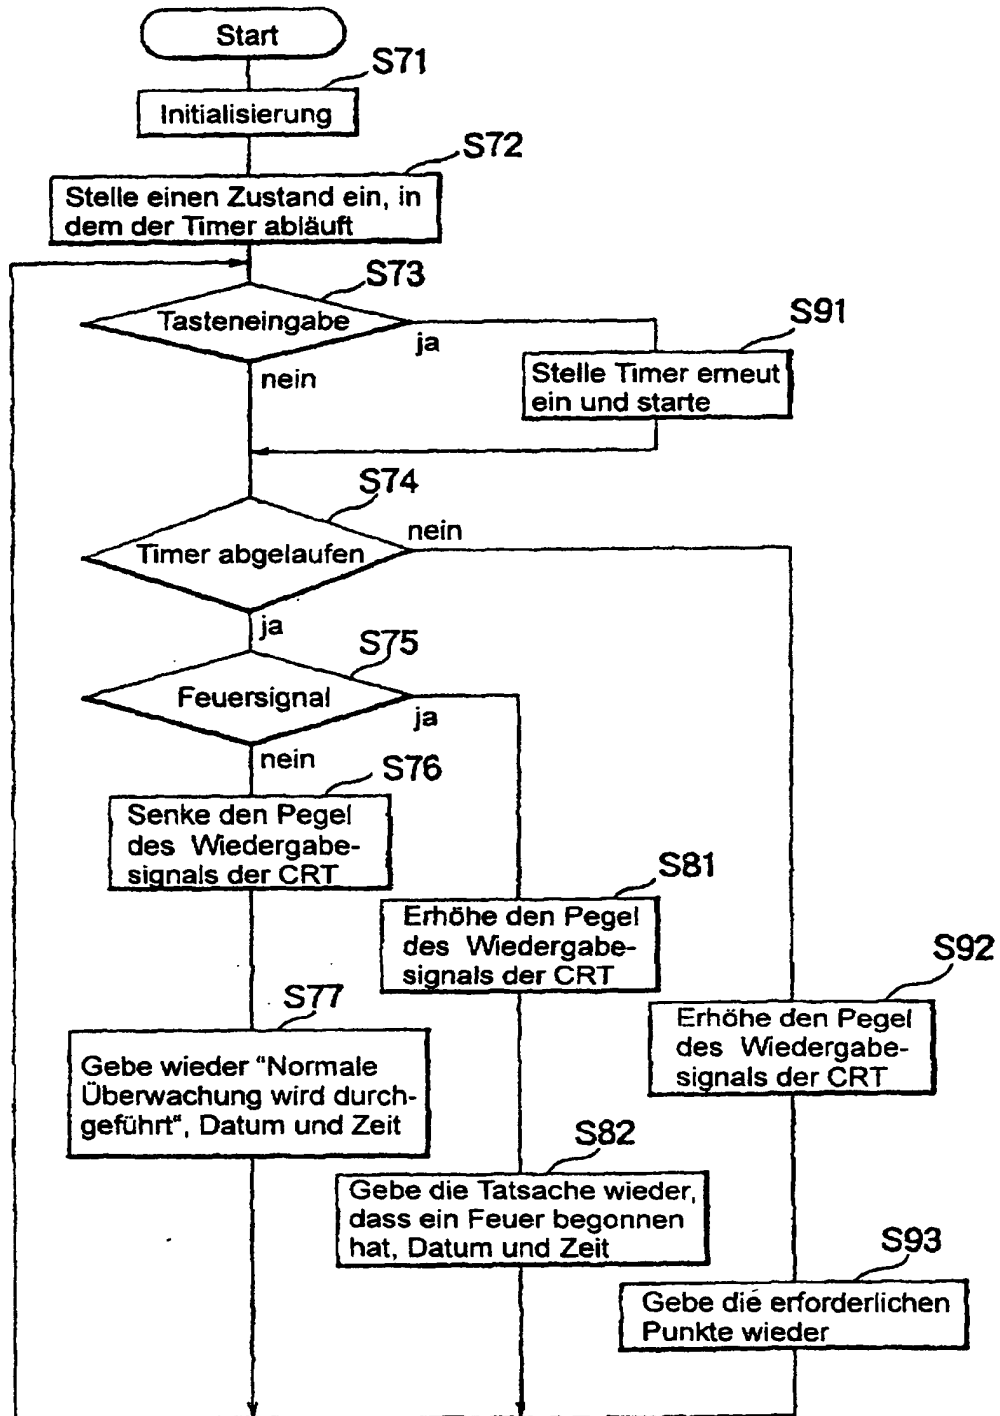 Start
S71
Initialisierung
S72
Stelle einen Zustand ein, in
dem der Timer abläuft
S73
Tasteneingabe
ja
nein
S91
Stelle Timer erneut
ein und starte
S74
Timer abgelaufen
nein
ja
S75
Feuersignal
ja
nein
S76
Senke den Pegel
des Wiedergabe-
signals der CRT
S81
Erhöhe den Pegel
des Wiedergabe-
signals der CRT
S92
Erhöhe den Pegel
des Wiedergabe-
signals der CRT
S77
Gebe wieder “Normale
Überwachung wird durch-
geführt“, Datum und Zeit
S82
Gebe die Tatsache wieder,
dass ein Feuer begonnen
hat, Datum und Zeit
S93
Gebe die erforderlichen
Punkte wieder